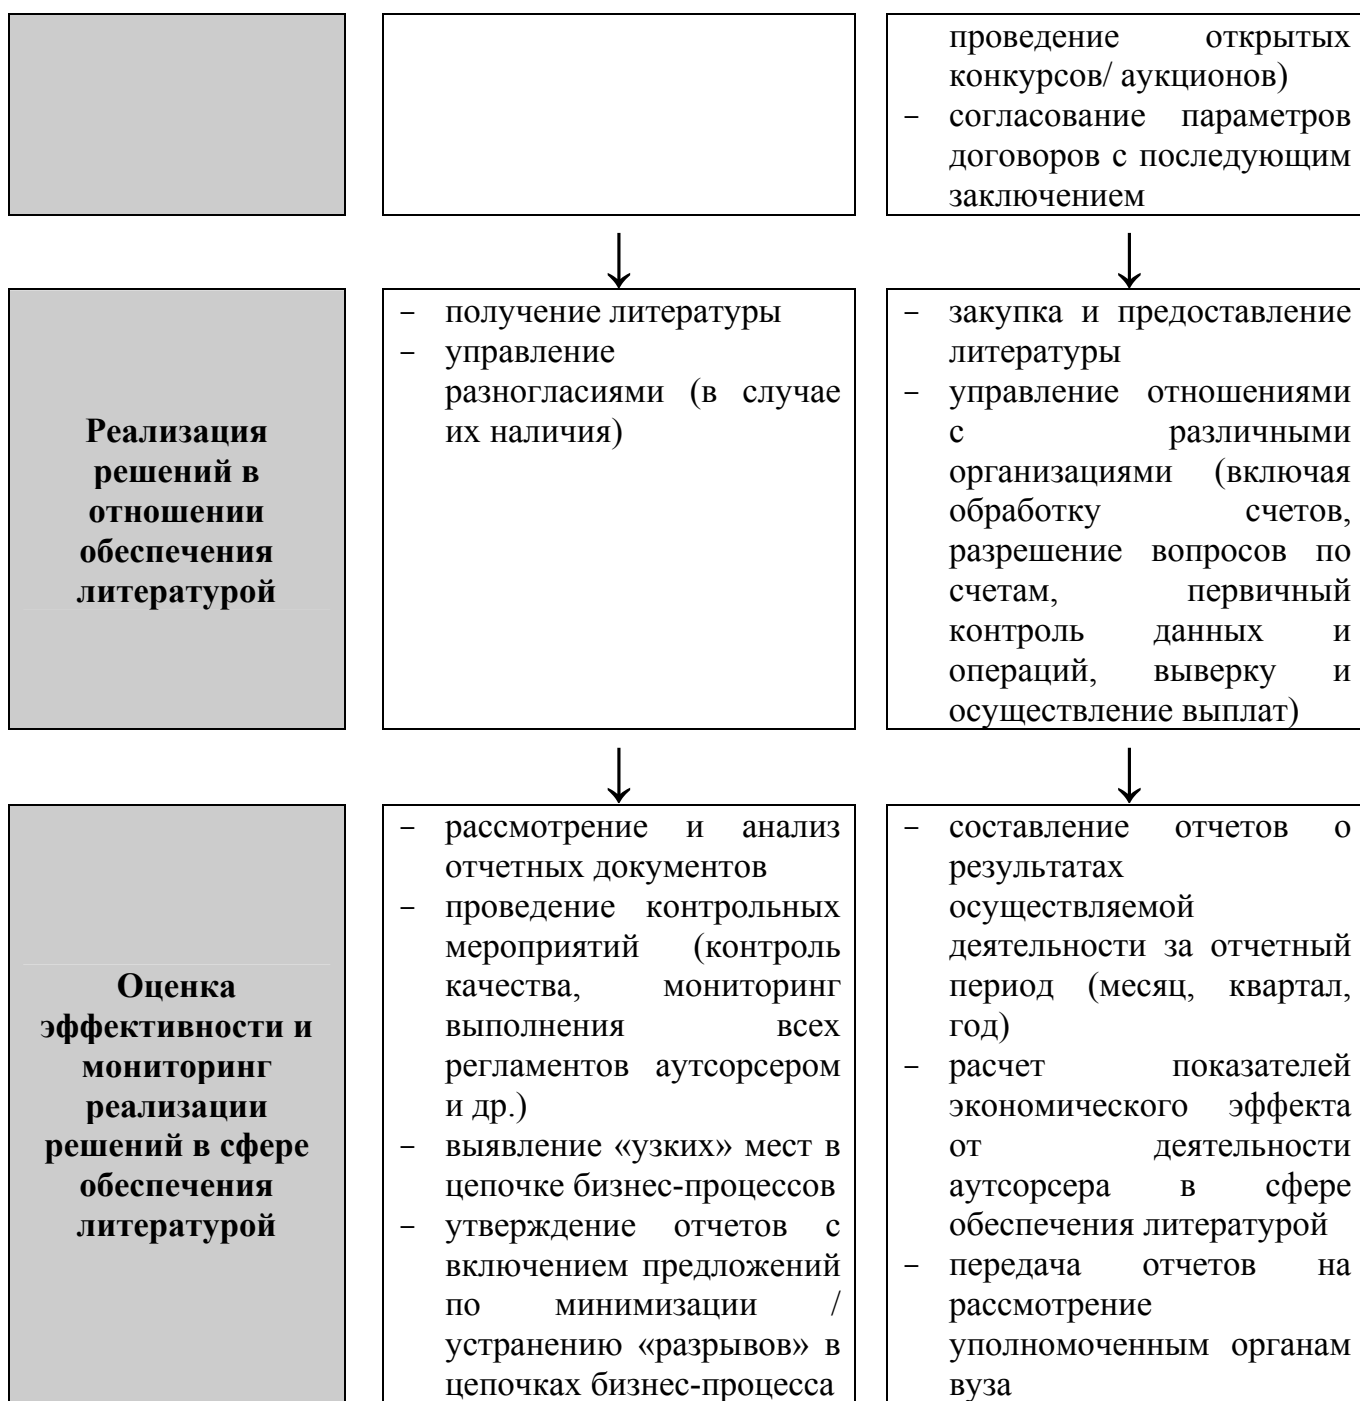 проведение открытых
конкурсов/ аукционов)
– согласование параметров
договоров с последующим
заключением
Реализация
решений в
отношении
обеспечения
литературой
– получение литературы
– управление
разногласиями (в случае
их наличия)
– закупка и предоставление
литературы
– управление отношениями
с различными
организациями (включая
обработку счетов,
разрешение вопросов по
счетам, первичный
контроль данных и
операций, выверку и
осуществление выплат)
Оценка
эффективности и
мониторинг
реализации
решений в сфере
обеспечения
литературой
– рассмотрение и анализ
отчетных документов
– проведение контрольных
мероприятий (контроль
качества, мониторинг
выполнения всех
регламентов аутсорсером
и др.)
– выявление «узких» мест в
цепочке бизнес-процессов
– утверждение отчетов с
включением предложений
по минимизации /
устранению «разрывов» в
цепочках бизнес-процесса
– составление отчетов о
результатах
осуществляемой
деятельности за отчетный
период (месяц, квартал,
год)
– расчет показателей
экономического эффекта
от деятельности
аутсорсера в сфере
обеспечения литературой
– передача отчетов на
рассмотрение
уполномоченным органам
вуза